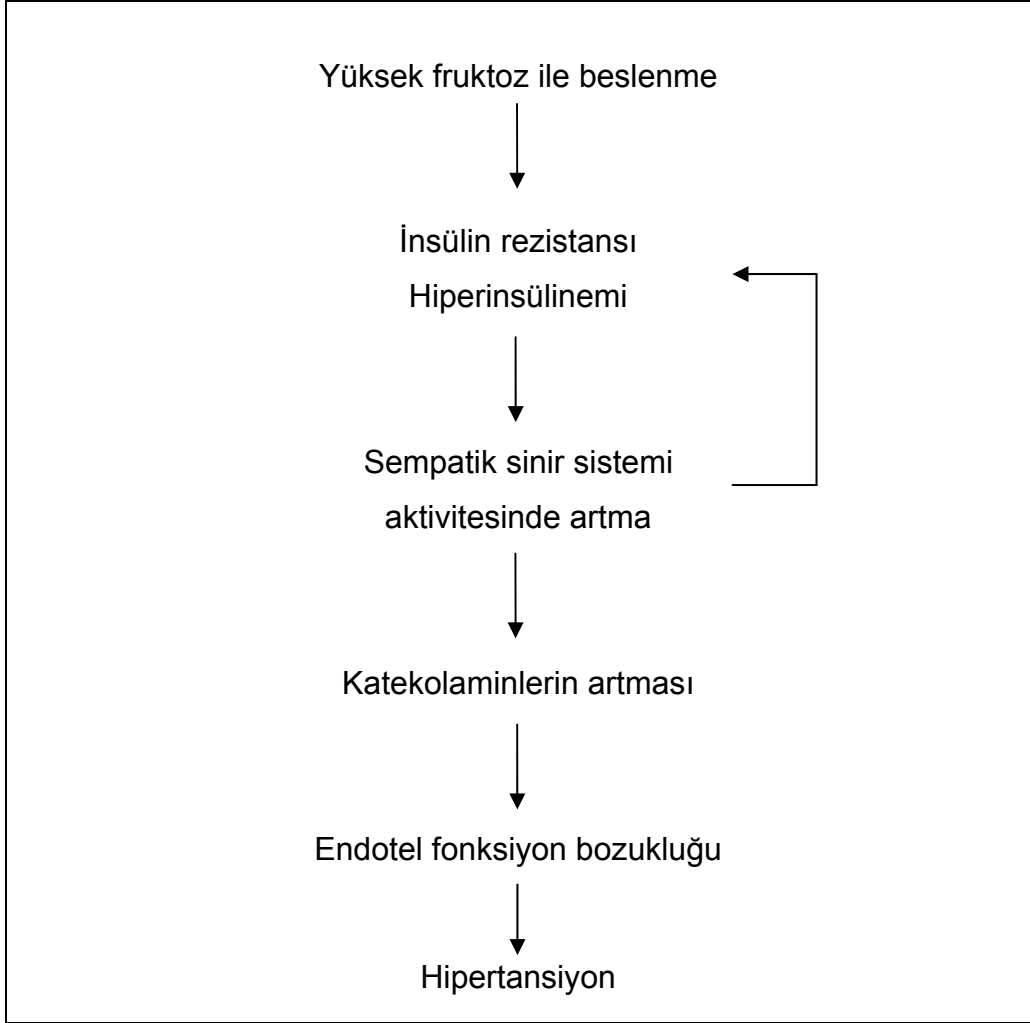 Yüksek fruktoz ile beslenme
İnsülin rezistansı
Hiperinsülinemi
Sempatik sinir sistemi
aktivitesinde artma
Katekolaminlerin artması
Endotel fonksiyon bozukluğu
Hipertansiyon